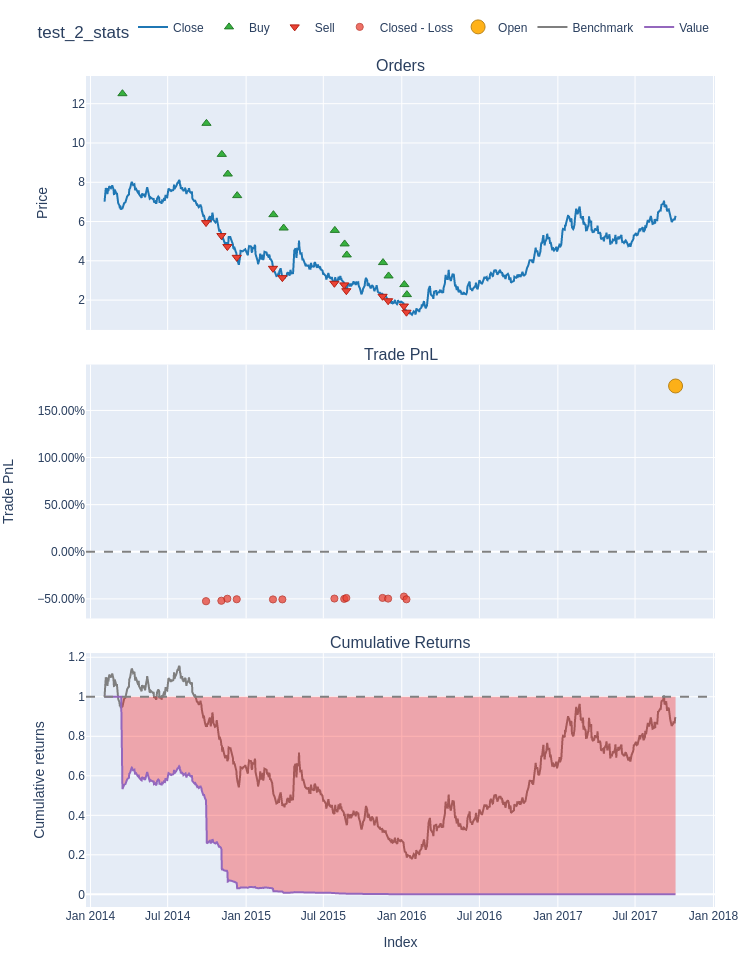 test_2_stats
Close Buy Sell Closed - Loss Open Benchmark Value
Orders
12
10
8
6
4
2
Price
Trade PnL
150.00%
100.00%
50.00%
0.00%
−50.00%
Trade PnL
Cumulative Returns
1.2
1
0.8
0.6
0.4
0.2
0
Cumulative returns
Jan 2014 Jul 2014 Jan 2015 Jul 2015 Jan 2016 Jul 2016 Jan 2017 Jul 2017 Jan 2018
Index